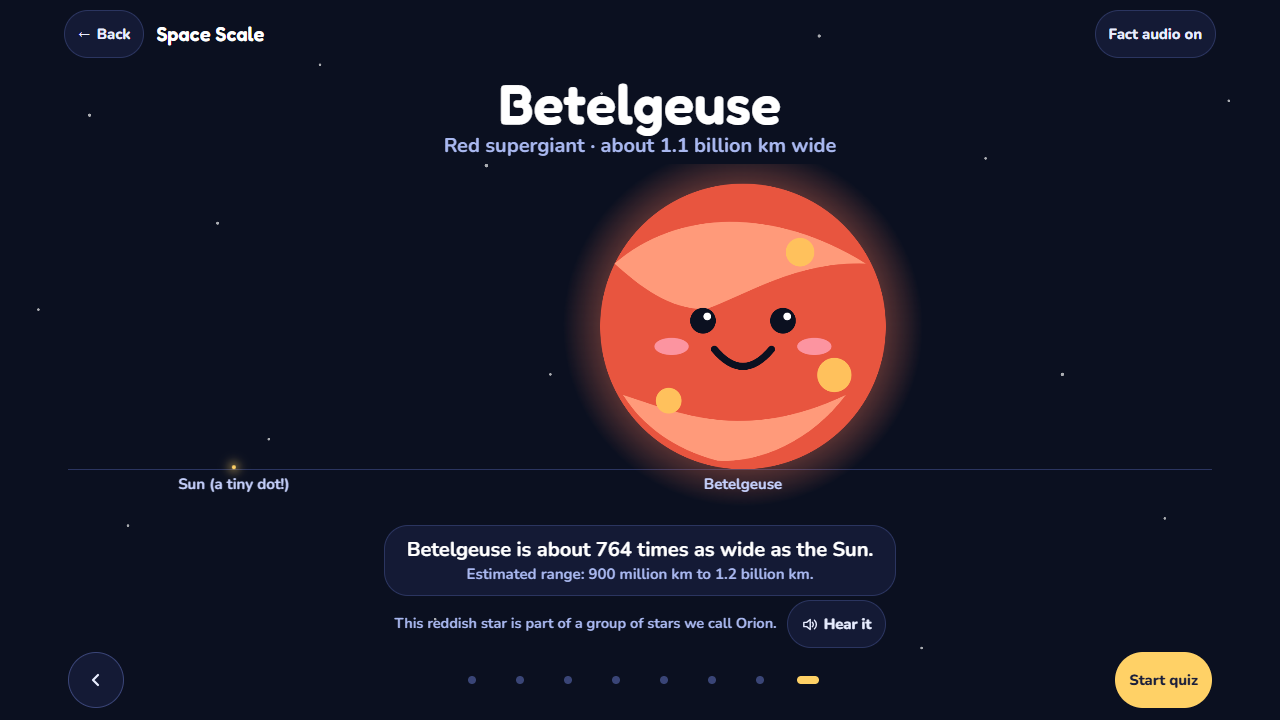 ← Back
Space Scale
Fact audio on
Betelgeuse
Red supergiant · about 1.1 billion km wide
Sun (a tiny dot!)
Betelgeuse
Betelgeuse is about 764 times as wide as the Sun.
Estimated range: 900 million km to 1.2 billion km.
This reddish star is part of a group of stars we call Orion.
Hear it
Start quiz